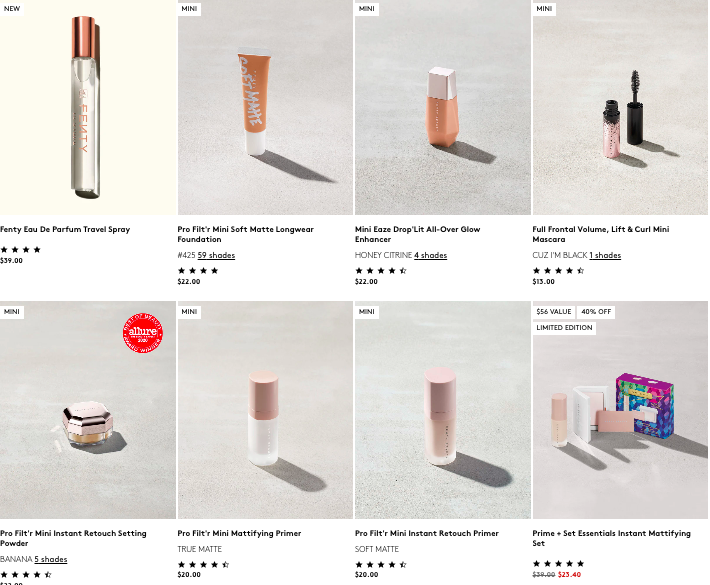 NEW
MINI
MINI
MINI
FENTY
SOFT MATTE
Fenty Eau De Parfum Travel Spray
$39.00
Pro Filt'r Mini Soft Matte Longwear
Foundation
#425 59 shades
$22.00
Mini Eaze Drop'Lit All-Over Glow
Enhancer
HONEY CITRINE 4 shades
$22.00
Full Frontal Volume, Lift & Curl Mini
Mascara
CUZ I'M BLACK 1 shades
$13.00
MINI
BEST OF BEAUTY
allure
2020
AWARD WINNER
MINI
MINI
$56 VALUE 40% OFF
LIMITED EDITION
Pro Filt'r Mini Instant Retouch Setting
Powder
BANANA 5 shades
Pro Filt'r Mini Mattifying Primer
TRUE MATTE
$20.00
Pro Filt'r Mini Instant Retouch Primer
SOFT MATTE
$20.00
Prime + Set Essentials Instant Mattifying
Set
$39.00 $23.40